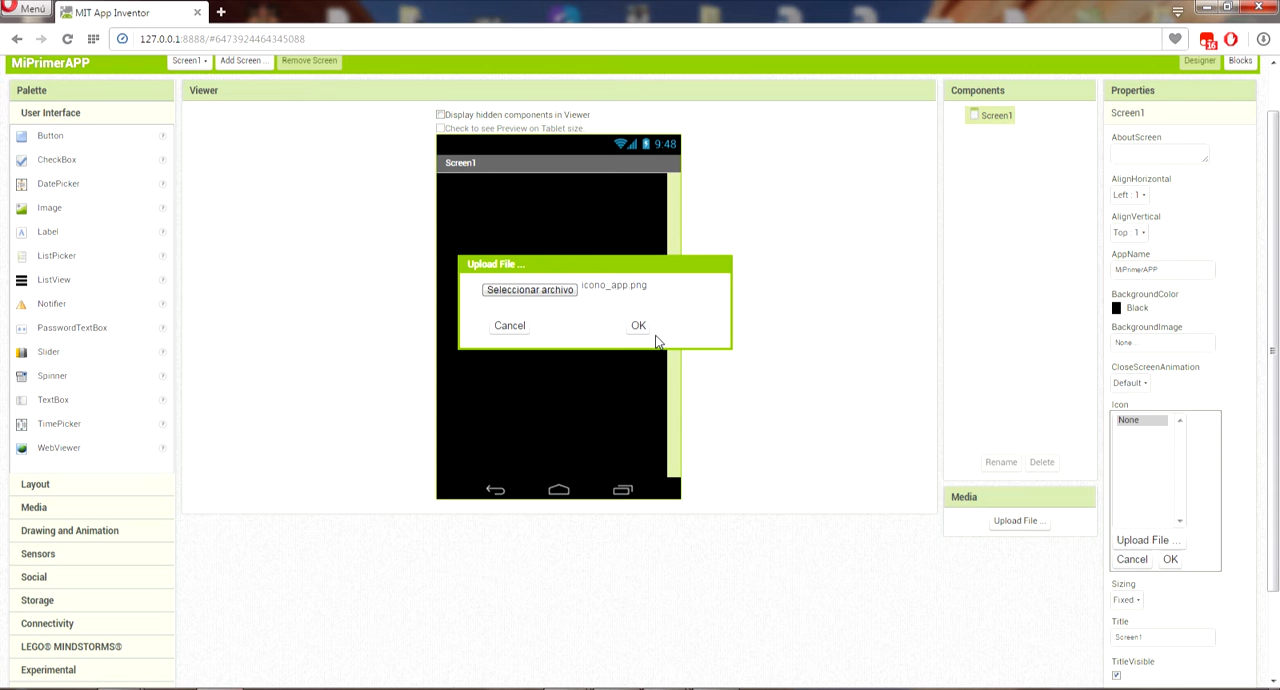 Menú
MIT App Inventor
127.0.0.1:8888/#6473924464345088
16
MiPrimerAPP
Screen1
Add Screen ...
Remove Screen
Designer
Blocks
Palette
User Interface
Button
CheckBox
DatePicker
Image
Label
ListPicker
ListView
Notifier
PasswordTextBox
Slider
Spinner
TextBox
TimePicker
WebViewer
Layout
Media
Drawing and Animation
Sensors
Social
Storage
Connectivity
LEGO® MINDSTORMS®
Experimental
Viewer
Display hidden components in Viewer
Check to see Preview on Tablet size
9:48
Screen1
Upload File ...
Seleccionar archivo icono_app.png
Cancel OK
Components
Screen1
Rename Delete
Media
Upload File ...
Properties
Screen1
AboutScreen
AlignHorizontal
Left : 1
AlignVertical
Top : 1
AppName
MiPrimerAPP
BackgroundColor
Black
BackgroundImage
None...
CloseScreenAnimation
Default
Icon
None
Upload File ...
Cancel OK
Sizing
Fixed
Title
Screen1
TitleVisible